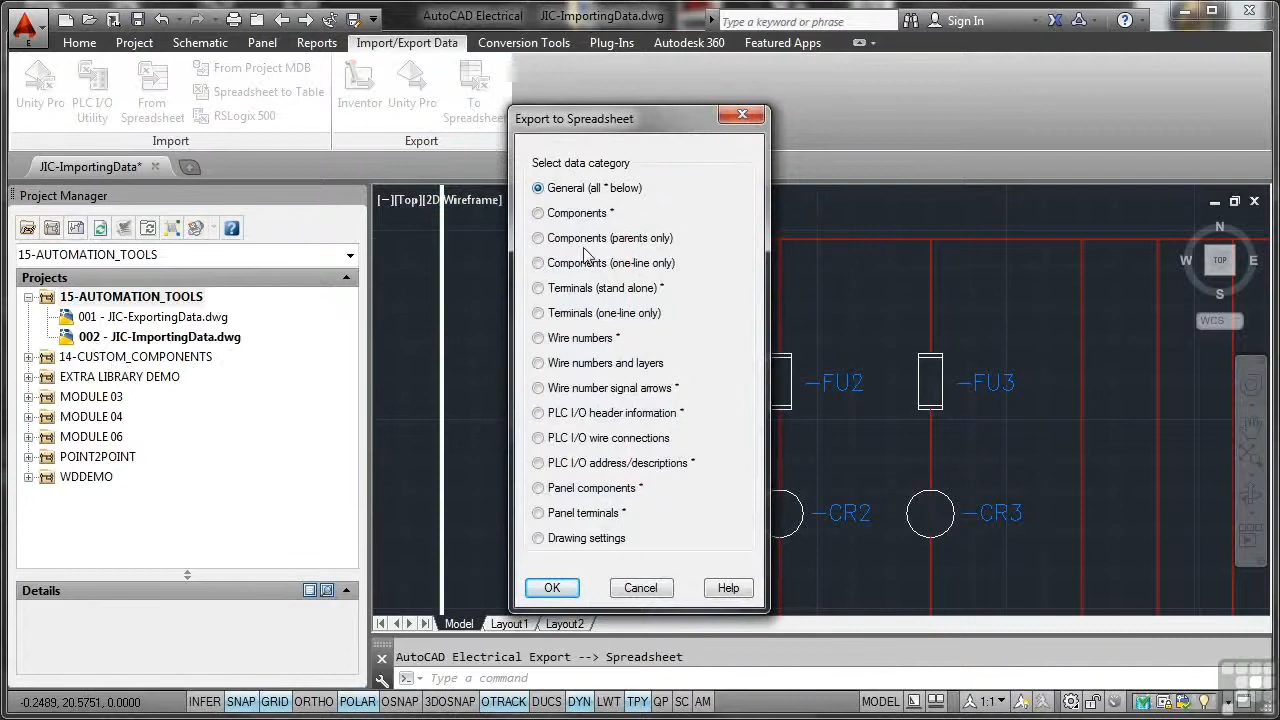 AutoCAD Electrical JIC-ImportingData.dwg
Type a keyword or phrase
Sign In
Home Project Schematic Panel Reports Import/Export Data Conversion Tools Plug-Ins Autodesk 360 Featured Apps
Unity Pro
PLC I/O Utility
From Spreadsheet
From Project MDB
Spreadsheet to Table
RSLogix 500
Import
Inventor
Unity Pro
To Spreadshee
Export
JIC-ImportingData*
Project Manager
15-AUTOMATION_TOOLS
Projects
15-AUTOMATION_TOOLS
001 - JIC-ExportingData.dwg
002 - JIC-ImportingData.dwg
14-CUSTOM_COMPONENTS
EXTRA LIBRARY DEMO
MODULE 03
MODULE 04
MODULE 06
POINT2POINT
WDDEMO
Details
Export to Spreadsheet
Select data category
General (all * below)
Components *
Components (parents only)
Components (one-line only)
Terminals (stand alone) *
Terminals (one-line only)
Wire numbers *
Wire numbers and layers
Wire number signal arrows *
PLC I/O header information *
PLC I/O wire connections
PLC I/O address/descriptions *
Panel components *
Panel terminals *
Drawing settings
OK Cancel Help
[−][Top][2D Wireframe]
N
W TOP E
S
WCS
-FU2 -FU3
-CR2 -CR3
Model Layout1 Layout2
AutoCAD Electrical Export --> Spreadsheet
Type a command
-0.2489, 20.5751, 0.0000 INFER SNAP GRID ORTHO POLAR OSNAP 3DOSNAP OTRACK DUCS DYN LWT TPY QP SC AM MODEL 1:1